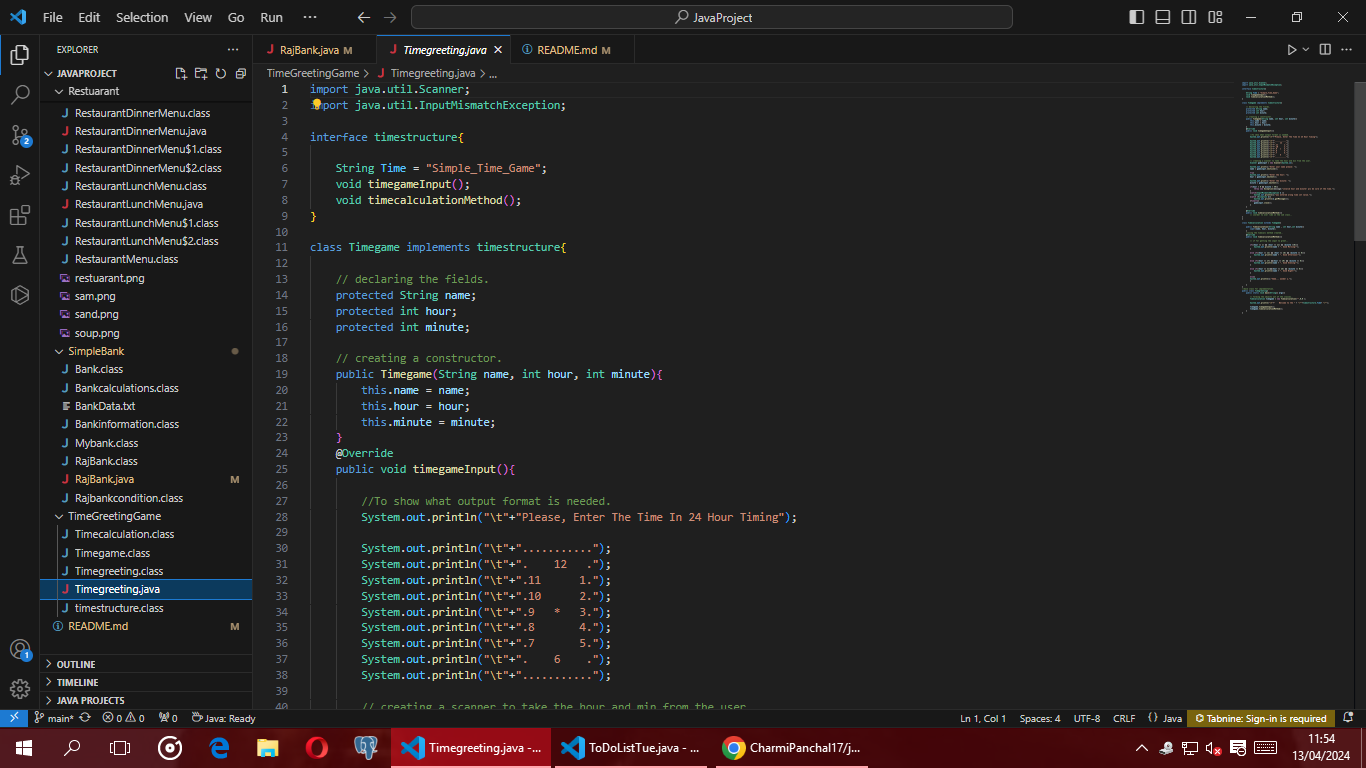 File Edit Selection View Go Run ··· JavaProject
EXPLORER ···
RajBank.java M Timegreeting.java README.md M
JAVAPROJECT
TimeGreetingGame > Timegreeting.java > ...
Restuarant
RestaurantDinnerMenu.class
RestaurantDinnerMenu.java
RestaurantDinnerMenu$1.class
RestaurantDinnerMenu$2.class
RestaurantLunchMenu.class
RestaurantLunchMenu.java
RestaurantLunchMenu$1.class
RestaurantLunchMenu$2.class
RestaurantMenu.class
restuarant.png
sam.png
sand.png
soup.png
SimpleBank
Bank.class
Bankcalculations.class
BankData.txt
Bankinformation.class
Mybank.class
RajBank.class
RajBank.java M
Rajbankcondition.class
TimeGreetingGame
Timecalculation.class
Timegame.class
Timegreeting.class
Timegreeting.java
timestructure.class
README.md M
OUTLINE
TIMELINE
JAVA PROJECTS
2
1
1 import java.util.Scanner;
2 import java.util.InputMismatchException;
3
4 interface timestructure{
5
6 String Time = "Simple_Time_Game";
7 void timegameInput();
8 void timecalculationMethod();
9 }
10
11 class Timegame implements timestructure{
12
13 // declaring the fields.
14 protected String name;
15 protected int hour;
16 protected int minute;
17
18 // creating a constructor.
19 public Timegame(String name, int hour, int minute){
20 this.name = name;
21 this.hour = hour;
22 this.minute = minute;
23 }
24 @Override
25 public void timegameInput(){
26
27 //To show what output format is needed.
28 System.out.println("\t"+"Please, Enter The Time In 24 Hour Timing");
29
30 System.out.println("\t"+"...........");
31 System.out.println("\t"+".    12   .");
32 System.out.println("\t"+".11      1.");
33 System.out.println("\t"+".10      2.");
34 System.out.println("\t"+".9   *   3.");
35 System.out.println("\t"+".8       4.");
36 System.out.println("\t"+".7       5.");
37 System.out.println("\t"+".    6    .");
38 System.out.println("\t"+"...........");
39
40 // creating a scanner to take the hour and min from the user
main* 0 0 0 Java: Ready Ln 1, Col 1 Spaces: 4 UTF-8 CRLF {} Java Tabnine: Sign-in is required
Timegreeting.java -... ToDoListTue.java - ... CharmiPanchal17/j...
11:54
13/04/2024